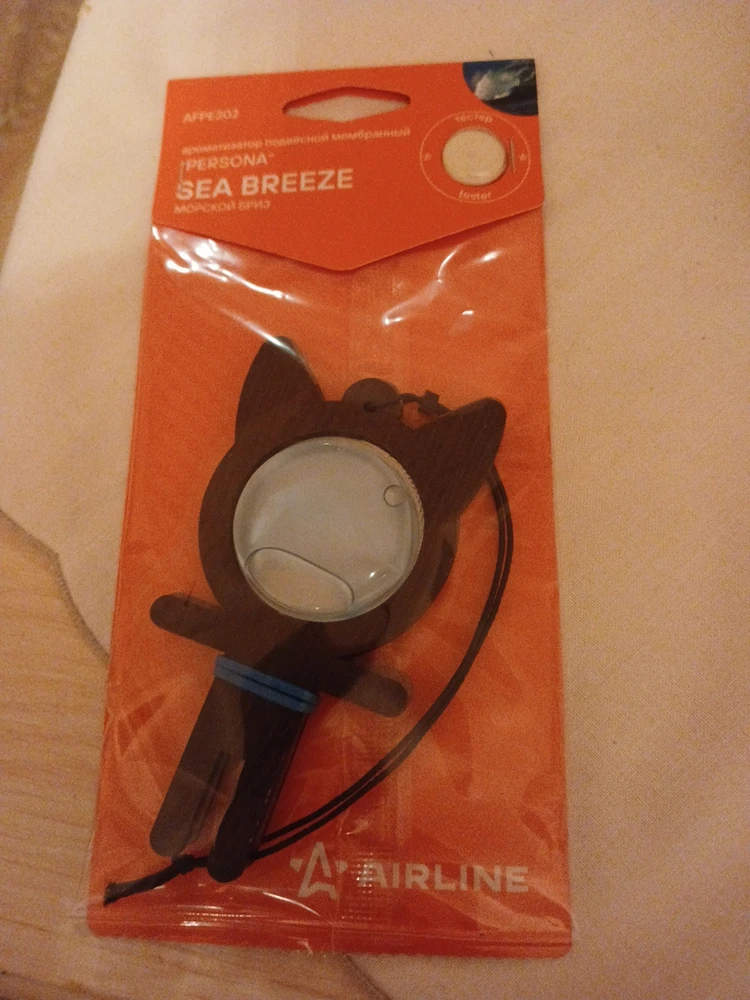 AFPE302
ароматизатор подвесной мембранный
"PERSONA"
SEA BREEZE
МОРСКОЙ БРИЗ
тестер
tester
AIRLINE